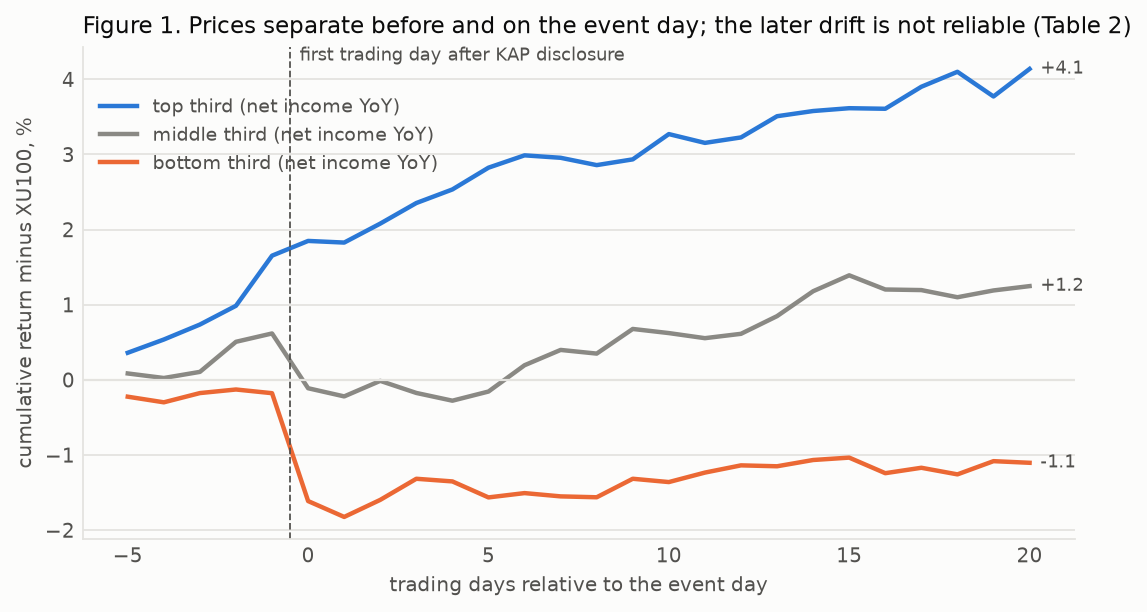 Figure 1. Prices separate before and on the event day; the later drift is not reliable (Table 2)
first trading day after KAP disclosure
top third (net income YoY)
middle third (net income YoY)
bottom third (net income YoY)
cumulative return minus XU100, %
4
3
2
1
0
−1
−2
+4.1
+1.2
-1.1
−5
0
5
10
15
20
trading days relative to the event day